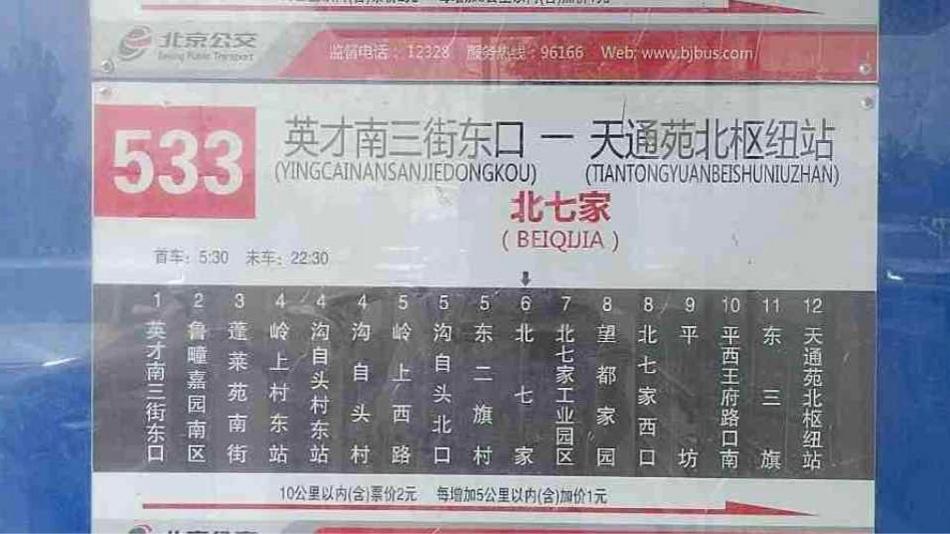 北京公交
Beijing Public Transport
监督电话：12328 服务热线：96166 Web: www.bjbus.com
533
英才南三街东口 — 天通苑北枢纽站
(YINGCAINANSANJIEDONGKOU) (TIANTONGYUANBEISHUNIUZHAN)
北七家
( BEIQIJIA )
首车：5:30 末车：22:30
1 英才南三街东口
2 鲁疃嘉园南区
3 蓬莱苑南街
4 岭上村东站
4 沟自头村东站
4 沟自头村
5 岭上西路
5 沟自头北口
5 东二旗村
6 北七家
7 北七家工业园区
8 望都家园
8 北七家西口
9 平坊
10 平西王府路口南
11 东三旗
12 天通苑北枢纽站
10公里以内(含)票价2元 每增加5公里以内(含)加价1元